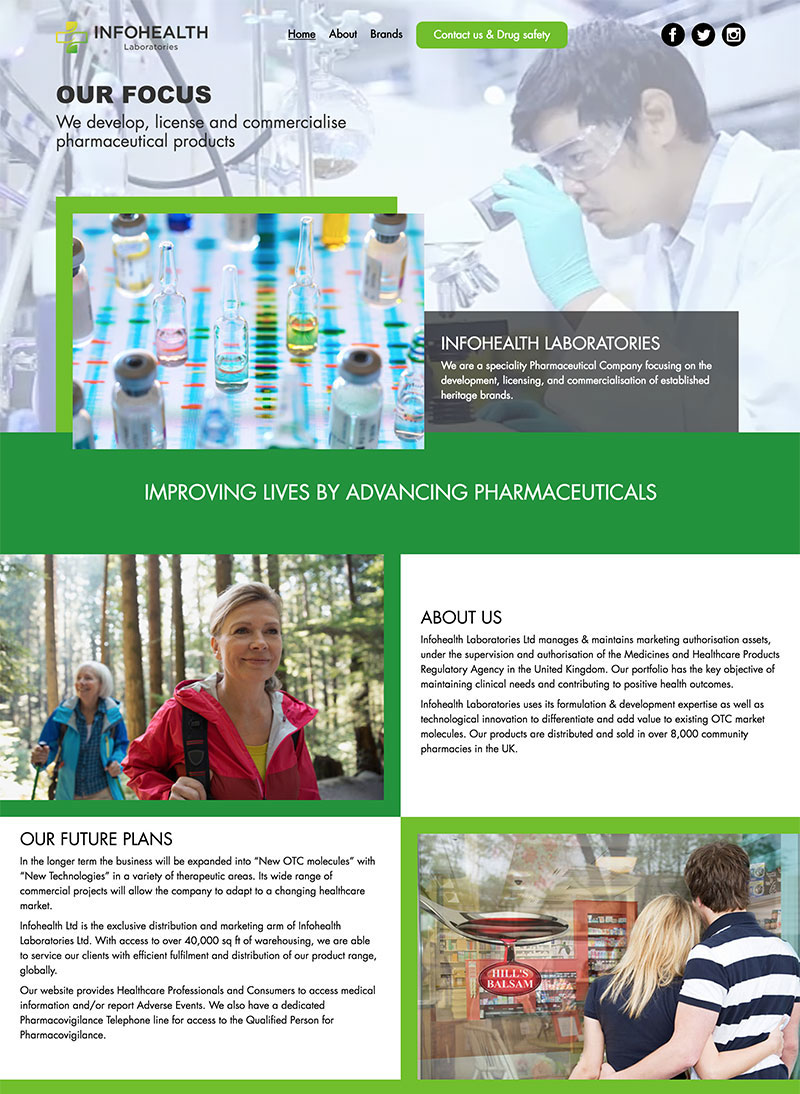 INFOHEALTH
Laboratories
Home About Brands Contact us & Drug safety
OUR FOCUS
We develop, license and commercialise
pharmaceutical products
INFOHEALTH LABORATORIES
We are a speciality Pharmaceutical Company focusing on the
development, licensing, and commercialisation of established
heritage brands.
IMPROVING LIVES BY ADVANCING PHARMACEUTICALS
ABOUT US
Infohealth Laboratories Ltd manages & maintains marketing authorisation assets,
under the supervision and authorisation of the Medicines and Healthcare Products
Regulatory Agency in the United Kingdom. Our portfolio has the key objective of
maintaining clinical needs and contributing to positive health outcomes.
Infohealth Laboratories uses its formulation & development expertise as well as
technological innovation to differentiate and add value to existing OTC market
molecules. Our products are distributed and sold in over 8,000 community
pharmacies in the UK.
OUR FUTURE PLANS
In the longer term the business will be expanded into “New OTC molecules” with
“New Technologies” in a variety of therapeutic areas. Its wide range of
commercial projects will allow the company to adapt to a changing healthcare
market.
Infohealth Ltd is the exclusive distribution and marketing arm of Infohealth
Laboratories Ltd. With access to over 40,000 sq ft of warehousing, we are able
to service our clients with efficient fulfilment and distribution of our product range,
globally.
Our website provides Healthcare Professionals and Consumers to access medical
information and/or report Adverse Events. We also have a dedicated
Pharmacovigilance Telephone line for access to the Qualified Person for
Pharmacovigilance.
HILL'S
BALSAM